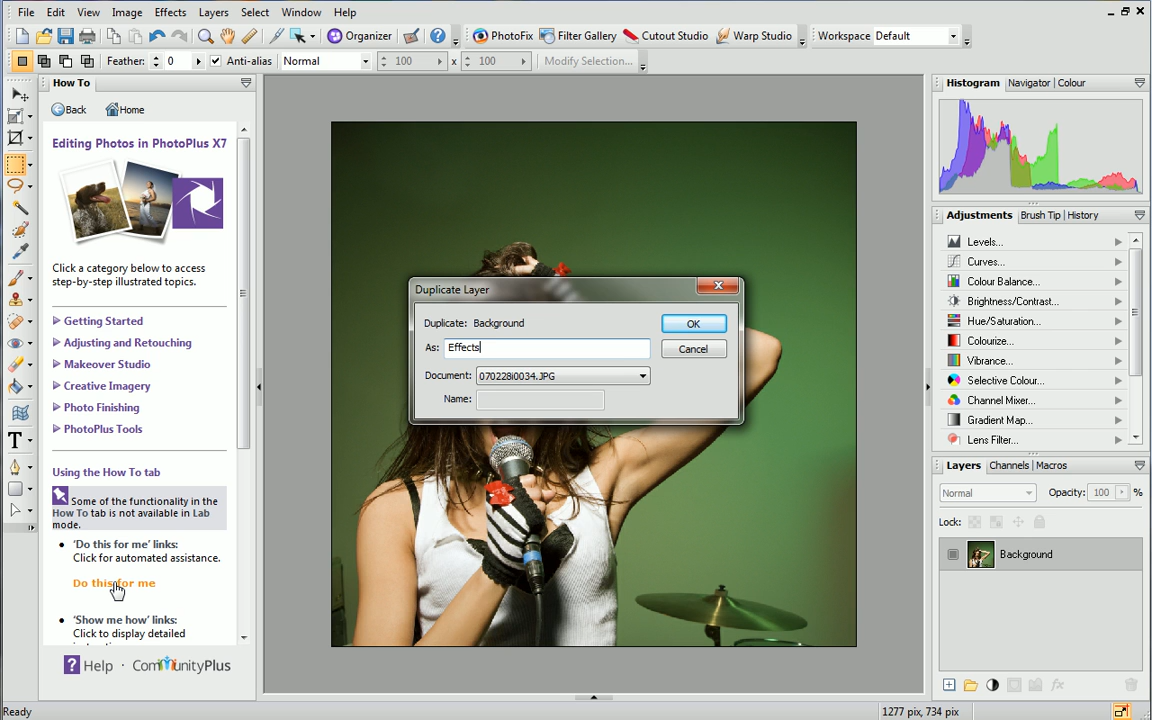 File Edit View Image Effects Layers Select Window Help
Organizer PhotoFix Filter Gallery Cutout Studio Warp Studio Workspace Default
Feather: 0 Anti-alias Normal 100 x 100 Modify Selection...
How To
Back Home
Editing Photos in PhotoPlus X7
Click a category below to access
step-by-step illustrated topics.
Getting Started
Adjusting and Retouching
Makeover Studio
Creative Imagery
Photo Finishing
PhotoPlus Tools
Using the How To tab
Some of the functionality in the
How To tab is not available in Lab
mode.
'Do this for me' links:
Click for automated assistance.
Do this for me
'Show me how' links:
Click to display detailed
Help · CommunityPlus
Duplicate Layer
Duplicate: Background
OK
As: Effects
Cancel
Document: 070228i0034.JPG
Name:
Histogram Navigator | Colour
Adjustments Brush Tip | History
Levels...
Curves...
Colour Balance...
Brightness/Contrast...
Hue/Saturation...
Colourize...
Vibrance...
Selective Colour...
Channel Mixer...
Gradient Map...
Lens Filter...
Layers Channels | Macros
Normal Opacity: 100 %
Lock:
Background
fx
Ready
1277 pix, 734 pix